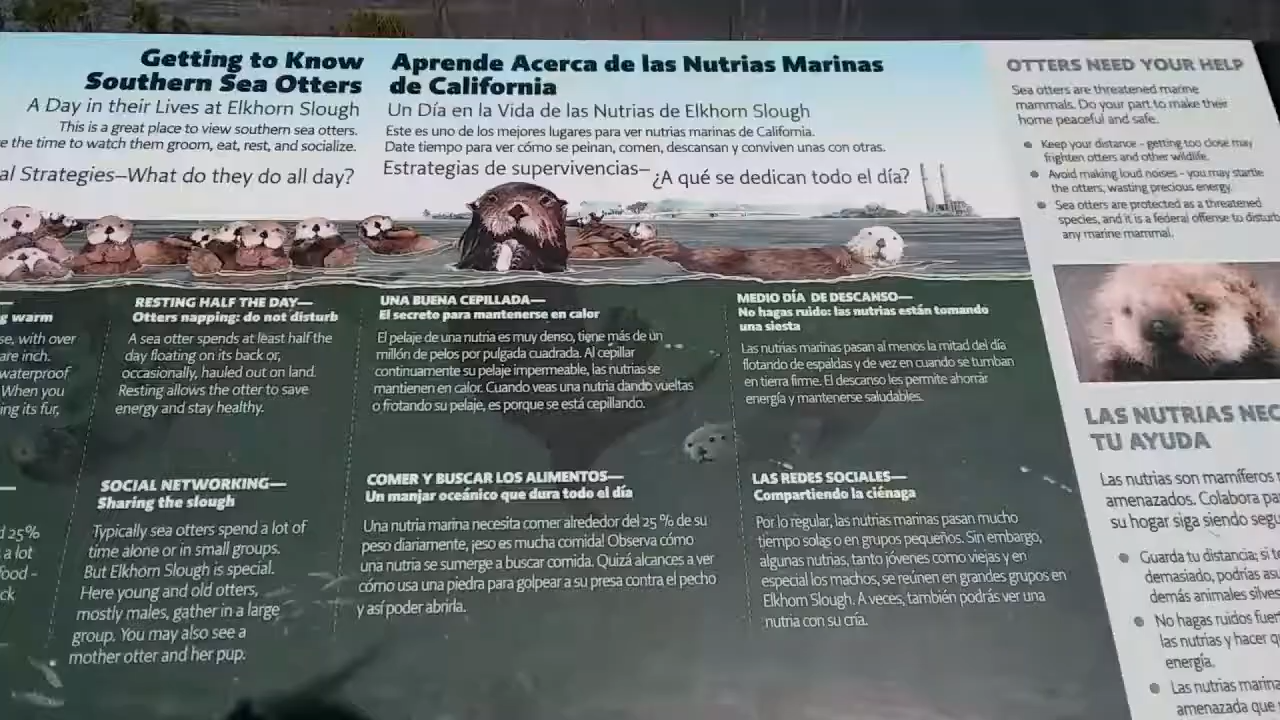 Getting to Know
Southern Sea Otters
A Day in their Lives at Elkhorn Slough
This is a great place to view southern sea otters.
the time to watch them groom, eat, rest, and socialize.
Strategies—What do they do all day?
Aprende Acerca de las Nutrias Marinas
de California
Un Día en la Vida de las Nutrias de Elkhorn Slough
Este es uno de los mejores lugares para ver nutrias marinas de California.
Date tiempo para ver cómo se peinan, comen, descansan y conviven unas con otras.
Estrategias de supervivencias—¿A qué se dedican todo el día?
warm
se, with over
are inch.
waterproof
When you
ing its fur,
RESTING HALF THE DAY—
Otters napping: do not disturb
A sea otter spends at least half the
day floating on its back or,
occasionally, hauled out on land.
Resting allows the otter to save
energy and stay healthy.
UNA BUENA CEPILLADA—
El secreto para mantenerse en calor
El pelaje de una nutria es muy denso, tiene más de un
millón de pelos por pulgada cuadrada. Al cepillar
continuamente su pelaje impermeable, las nutrias se
mantienen en calor. Cuando veas una nutria dando vueltas
o frotando su pelaje, es porque se está cepillando.
MEDIO DÍA DE DESCANSO—
No hagas ruido: las nutrias están tomando
una siesta
Las nutrias marinas pasan al menos la mitad del día
flotando de espaldas y de vez en cuando se tumban
en tierra firme. El descanso les permite ahorrar
energía y mantenerse saludables.
25%
a lot
food -
ck
SOCIAL NETWORKING—
Sharing the slough
Typically sea otters spend a lot of
time alone or in small groups.
But Elkhorn Slough is special.
Here young and old otters,
mostly males, gather in a large
group. You may also see a
mother otter and her pup.
COMER Y BUSCAR LOS ALIMENTOS—
Un manjar oceánico que dura todo el día
Una nutria marina necesita comer alrededor del 25 % de su
peso diariamente, ¡eso es mucha comida! Observa cómo
una nutria se sumerge a buscar comida. Quizá alcances a ver
cómo usa una piedra para golpear a su presa contra el pecho
y así poder abrirla.
LAS REDES SOCIALES—
Compartiendo la ciénaga
Por lo regular, las nutrias marinas pasan mucho
tiempo solas o en grupos pequeños. Sin embargo,
algunas nutrias, tanto jóvenes como viejas y en
especial los machos, se reúnen en grandes grupos en
Elkhorn Slough. A veces, también podrás ver una
nutria con su cría.
OTTERS NEED YOUR HELP
Sea otters are threatened marine
mammals. Do your part to make their
home peaceful and safe.
Keep your distance - getting too close may
frighten otters and other wildlife.
Avoid making loud noises - you may startle
the otters, wasting precious energy.
Sea otters are protected as a threatened
species, and it is a federal offense to disturb
any marine mammal.
LAS NUTRIAS NEC
TU AYUDA
Las nutrias son mamíferos
amenazados. Colabora pa
su hogar siga siendo segu
Guarda tu distancia; si te
demasiado, podrías asu
demás animales silves
No hagas ruidos fuer
las nutrias y hacer q
energía.
Las nutrias marina
amenazada que